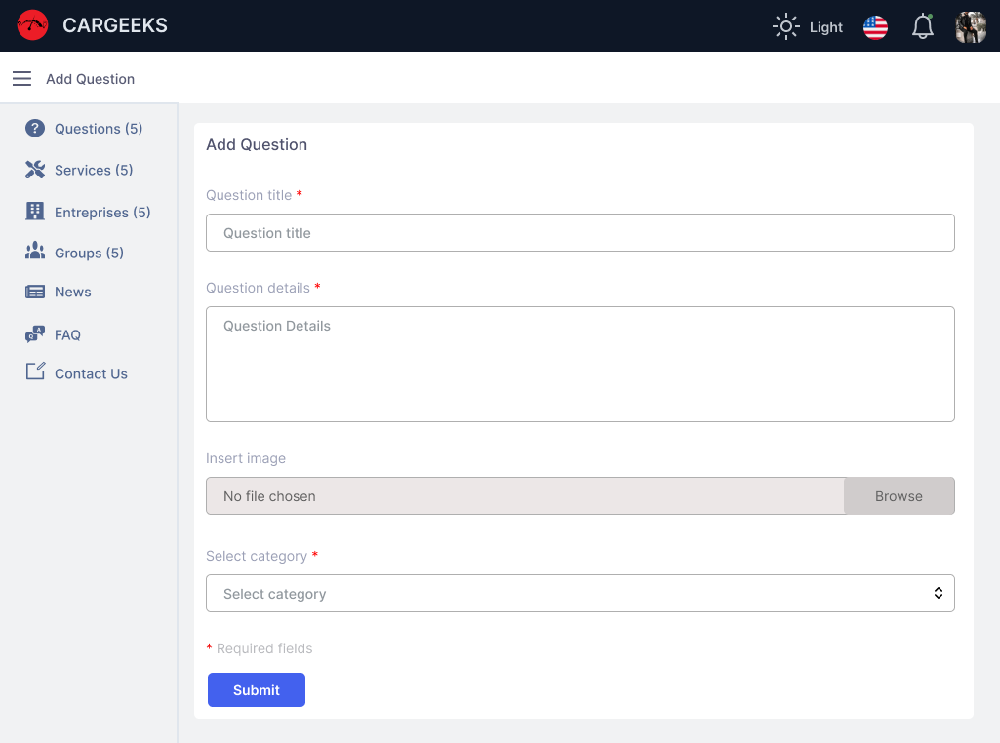 CARGEEKS
Light
Add Question
Questions (5)
Services (5)
Entreprises (5)
Groups (5)
News
FAQ
Contact Us
Add Question
Question title *
Question title
Question details *
Question Details
Insert image
No file chosen
Browse
Select category *
Select category
* Required fields
Submit